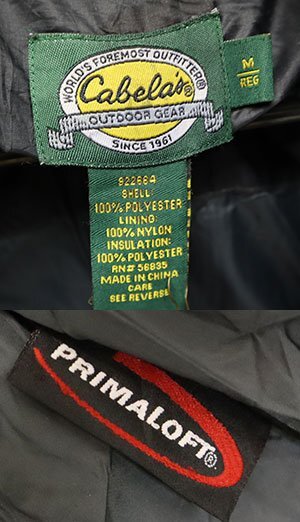 WORLD'S FOREMOST OUTFITTER®
Cabela's
OUTDOOR GEAR
SINCE 1961
M
REG
922664
SHELL:
100% POLYESTER
LINING:
100% NYLON
INSULATION:
100% POLYESTER
RN# 56835
MADE IN CHINA
CARE
SEE REVERSE
PRIMALOFT®